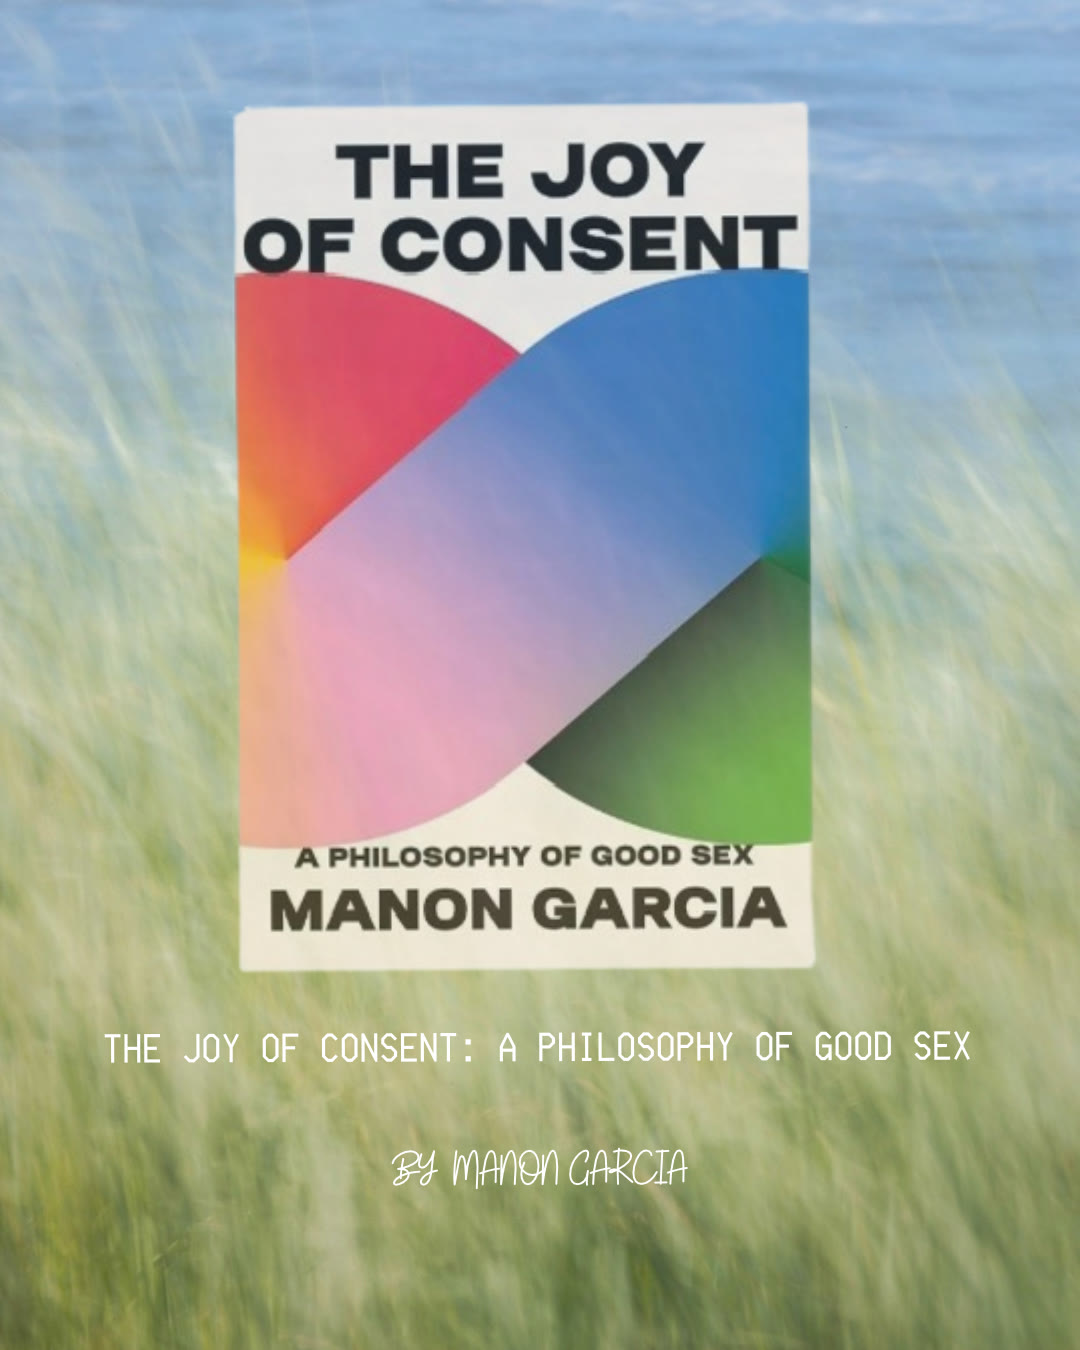 THE JOY
OF CONSENT
A PHILOSOPHY OF GOOD SEX
MANON GARCIA
THE JOY OF CONSENT: A PHILOSOPHY OF GOOD SEX
BY MANON GARCIA